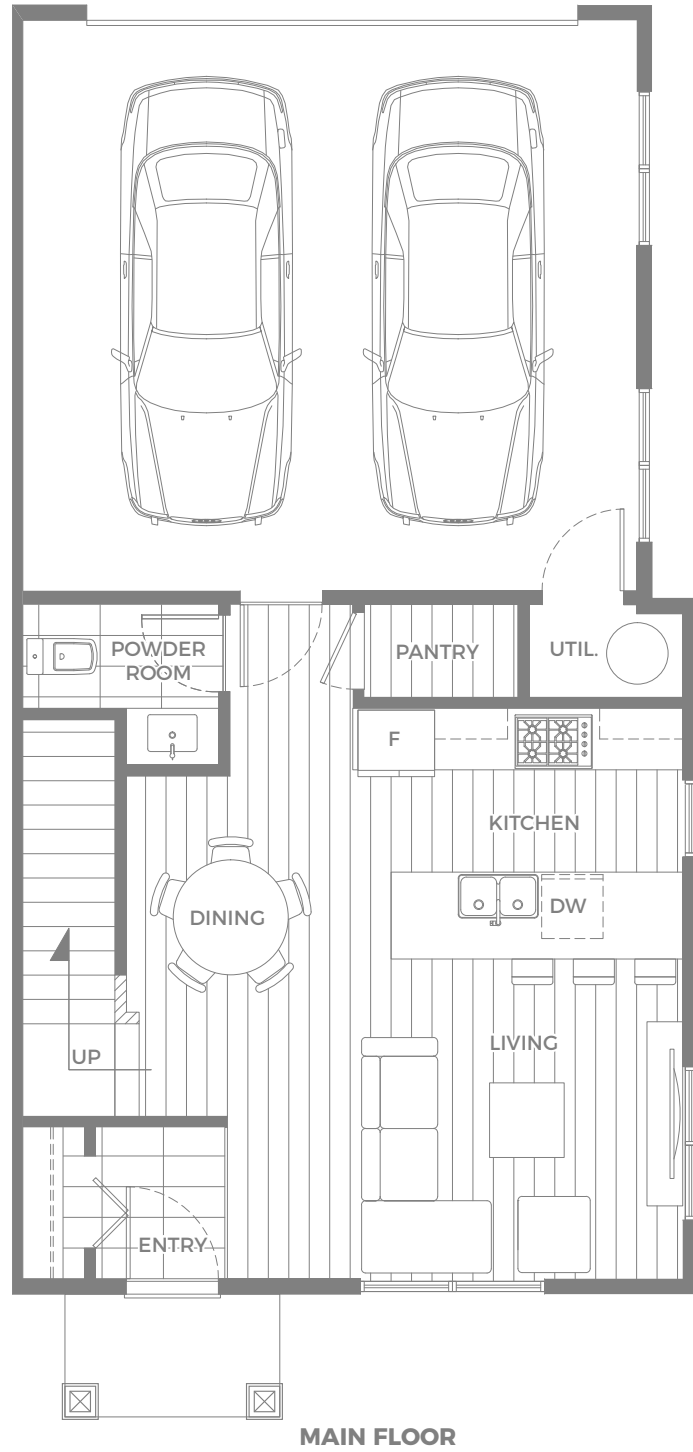 POWDER
ROOM
PANTRY
UTIL.
F
KITCHEN
DINING
DW
LIVING
UP
ENTRY
MAIN FLOOR